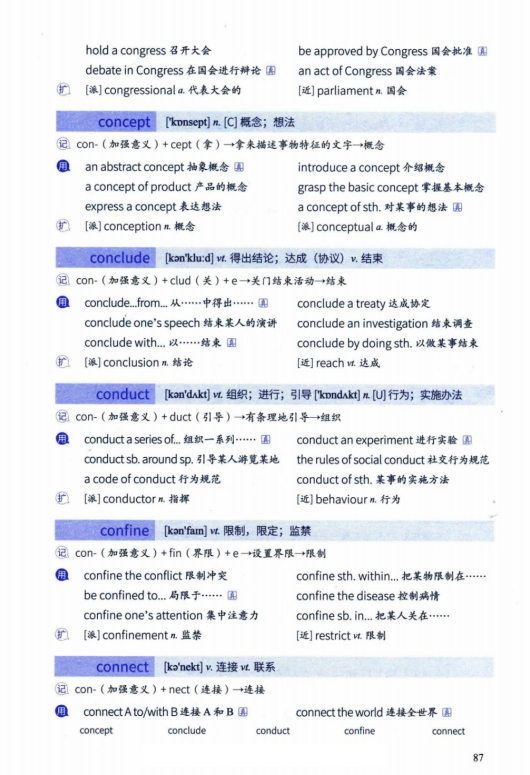 hold a congress 召开大会 be approved by Congress 国会批准 真
debate in Congress 在国会进行辩论 真 an act of Congress 国会法案
扩 [派] congressional a. 代表大会的 [近] parliament n. 国会
concept ['kɒnsept] n. [C] 概念；想法
记 con-（加强意义）+ cept（拿）→拿来描述事物特征的文字→概念
用 an abstract concept 抽象概念 真 introduce a concept 介绍概念
a concept of product 产品的概念 grasp the basic concept 掌握基本概念
express a concept 表达想法 a concept of sth. 对某事的想法 真
扩 [派] conception n. 概念 [派] conceptual a. 概念的
conclude [kən'kluːd] vt. 得出结论；达成（协议）v. 结束
记 con-（加强意义）+ clud（关）+ e→关门结束活动→结束
用 conclude...from... 从……中得出…… 真 conclude a treaty 达成协定
conclude one's speech 结束某人的演讲 conclude an investigation 结束调查
conclude with... 以……结束 真 conclude by doing sth. 以做某事结束
扩 [派] conclusion n. 结论 [近] reach vt. 达成
conduct [kən'dʌkt] vt. 组织；进行；引导 ['kɒndʌkt] n. [U] 行为；实施办法
记 con-（加强意义）+ duct（引导）→有条理地引导→组织
用 conduct a series of... 组织一系列…… 真 conduct an experiment 进行实验 真
conduct sb. around sp. 引导某人游览某地 the rules of social conduct 社交行为规范
a code of conduct 行为规范 conduct of sth. 某事的实施方法
扩 [派] conductor n. 指挥 [近] behaviour n. 行为
confine [kən'faɪn] vt. 限制，限定；监禁
记 con-（加强意义）+ fin（界限）+ e→设置界限→限制
用 confine the conflict 限制冲突 confine sth. within... 把某物限制在……
be confined to... 局限于…… 真 confine the disease 控制病情
confine one's attention 集中注意力 confine sb. in... 把某人关在……
扩 [派] confinement n. 监禁 [近] restrict vt. 限制
connect [kə'nekt] v. 连接 vt. 联系
记 con-（加强意义）+ nect（连接）→连接
用 connect A to/with B 连接 A 和 B 真 connect the world 连接全世界 真
concept conclude conduct confine connect
87